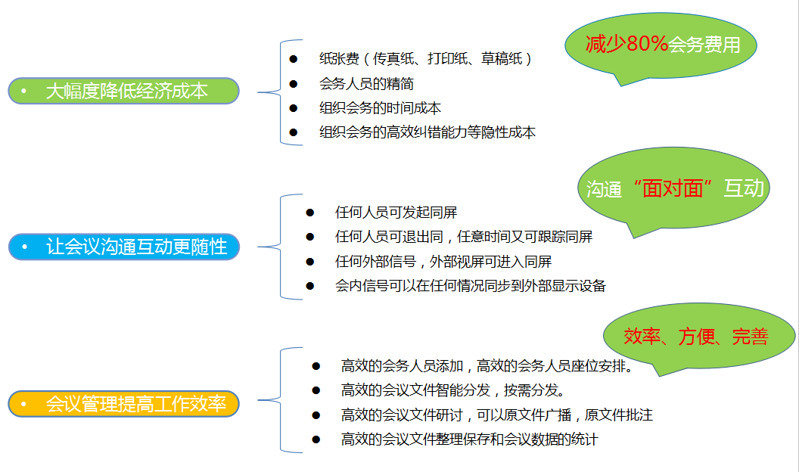 减少80%会务费用
• 大幅度降低经济成本
● 纸张费（传真纸、打印纸、草稿纸）
● 会务人员的精简
● 组织会务的时间成本
● 组织会务的高效纠错能力等隐性成本
沟通“面对面”互动
• 让会议沟通互动更随性
● 任何人员可发起同屏
● 任何人员可退出同，任意时间又可跟踪同屏
● 任何外部信号，外部视屏可进入同屏
● 会内信号可以在任何情况同步到外部显示设备
效率、方便、完善
• 会议管理提高工作效率
● 高效的会务人员添加，高效的会务人员座位安排。
● 高效的会议文件智能分发，按需分发。
● 高效的会议文件研讨，可以原文件广播，原文件批注
● 高效的会议文件整理保存和会议数据的统计